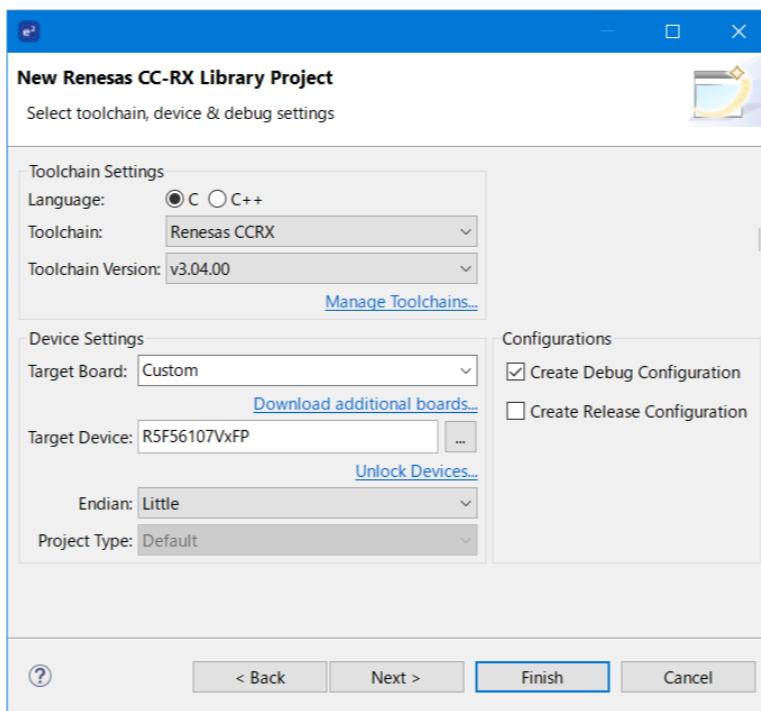 e²
New Renesas CC-RX Library Project
Select toolchain, device & debug settings
Toolchain Settings
Language: C C++
Toolchain: Renesas CCRX
Toolchain Version: v3.04.00
Manage Toolchains...
Device Settings
Target Board: Custom
Download additional boards...
Target Device: R5F56107VxFP ...
Unlock Devices...
Endian: Little
Project Type: Default
Configurations
Create Debug Configuration
Create Release Configuration
? < Back Next > Finish Cancel